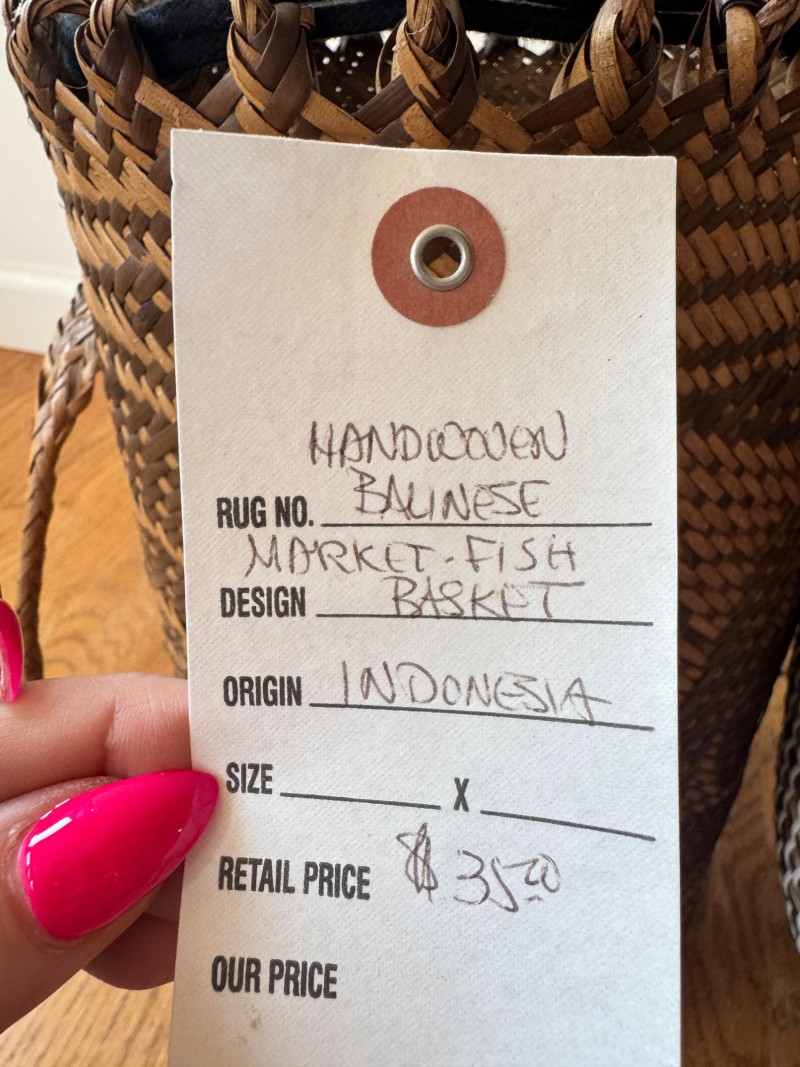 HANDWOVEN
RUG NO. BALINESE
MARKET-FISH
DESIGN BASKET
ORIGIN INDONESIA
SIZE X
RETAIL PRICE $35.00
OUR PRICE